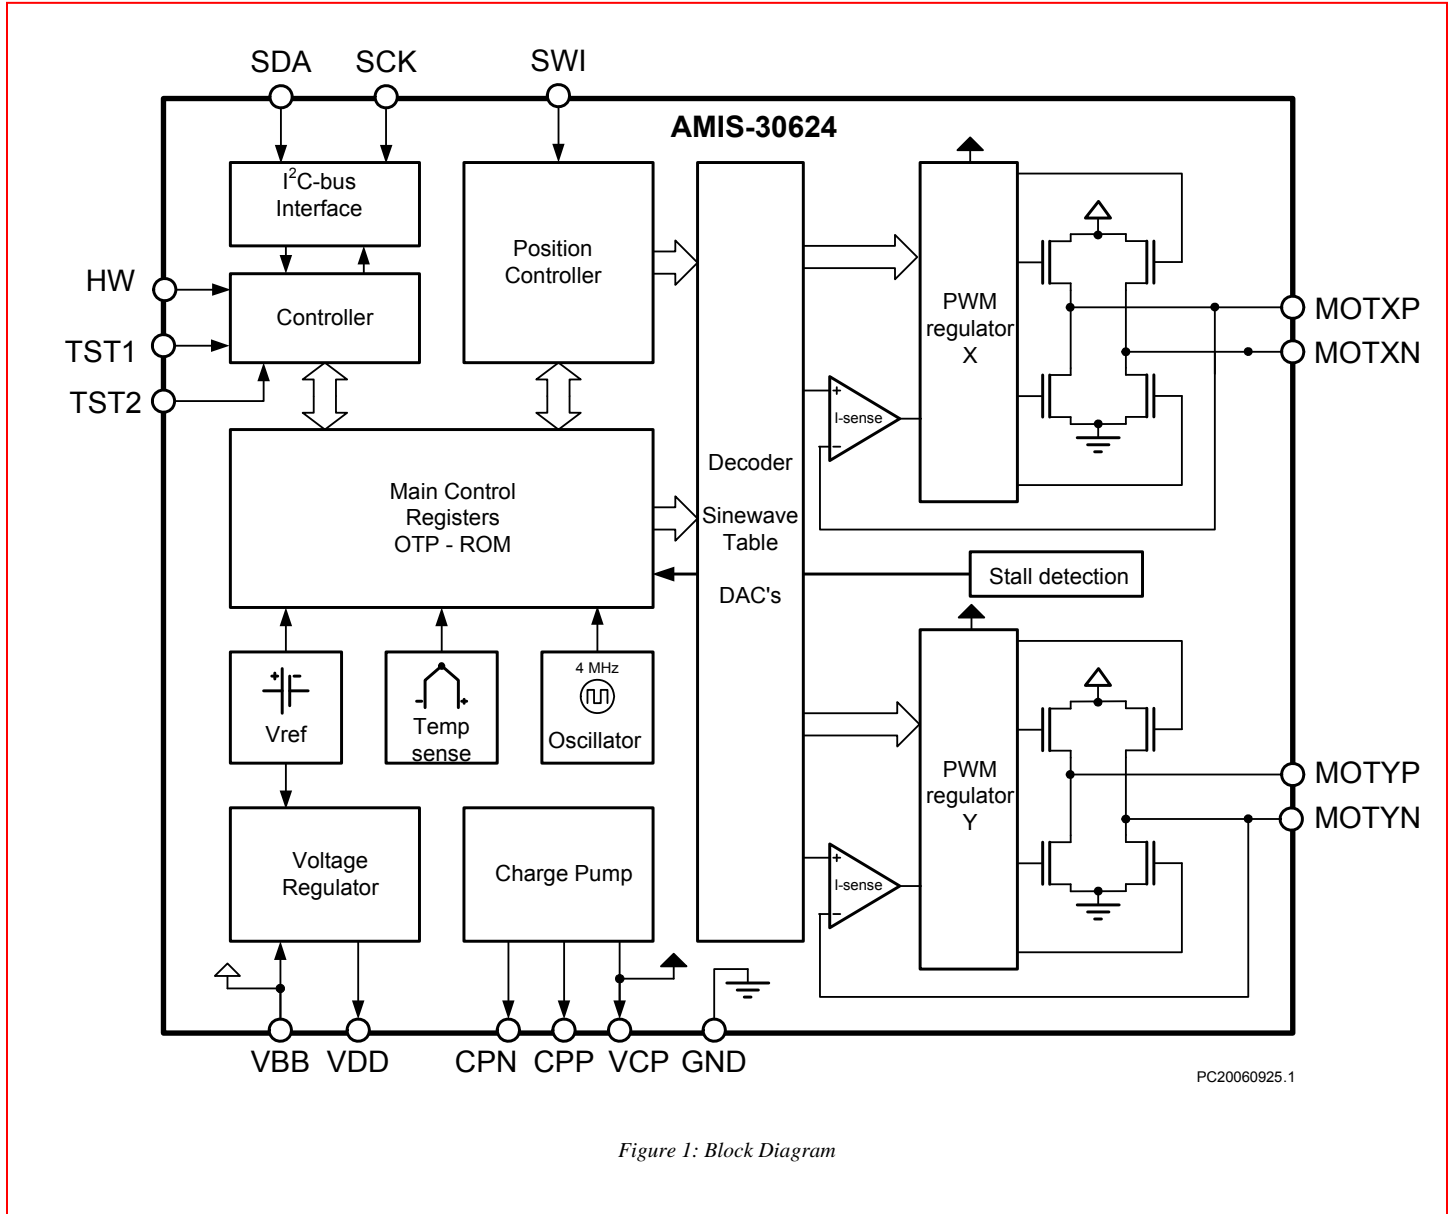 SDA
SCK
SWI
AMIS-30624
I²C-bus
Interface
Position
Controller
HW
Controller
TST1
TST2
PWM
regulator
X
MOTXP
MOTXN
+
I-sense
-
Main Control
Registers
OTP - ROM
Decoder
Sinewave
Table
DAC's
Stall detection
+ -
Vref
- +
Temp
sense
4 MHz
Oscillator
PWM
regulator
Y
MOTYP
MOTYN
Voltage
Regulator
Charge Pump
+
I-sense
-
VBB
VDD
CPN
CPP
VCP
GND
PC20060925.1
Figure 1: Block Diagram